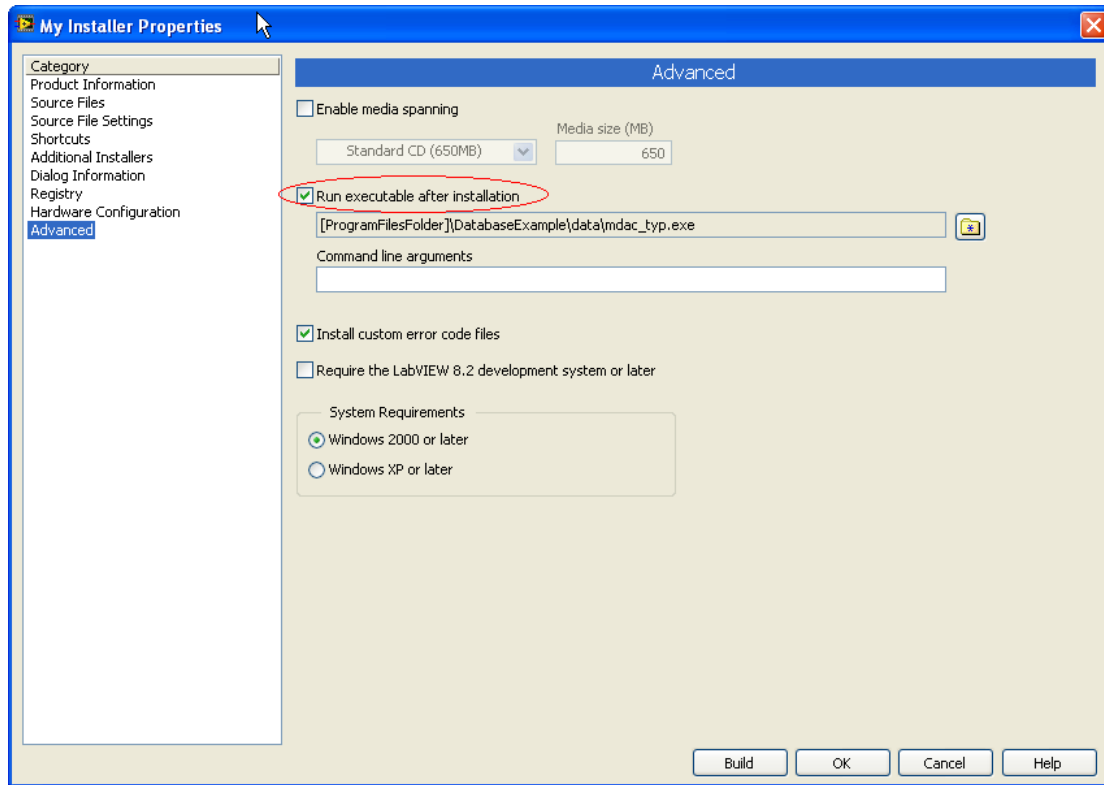 My Installer Properties
Category
Product Information
Source Files
Source File Settings
Shortcuts
Additional Installers
Dialog Information
Registry
Hardware Configuration
Advanced
Advanced
Enable media spanning
Media size (MB)
Standard CD (650MB)
650
Run executable after installation
[ProgramFilesFolder]\DatabaseExample\data\mdac_typ.exe
Command line arguments
Install custom error code files
Require the LabVIEW 8.2 development system or later
System Requirements
Windows 2000 or later
Windows XP or later
Build OK Cancel Help